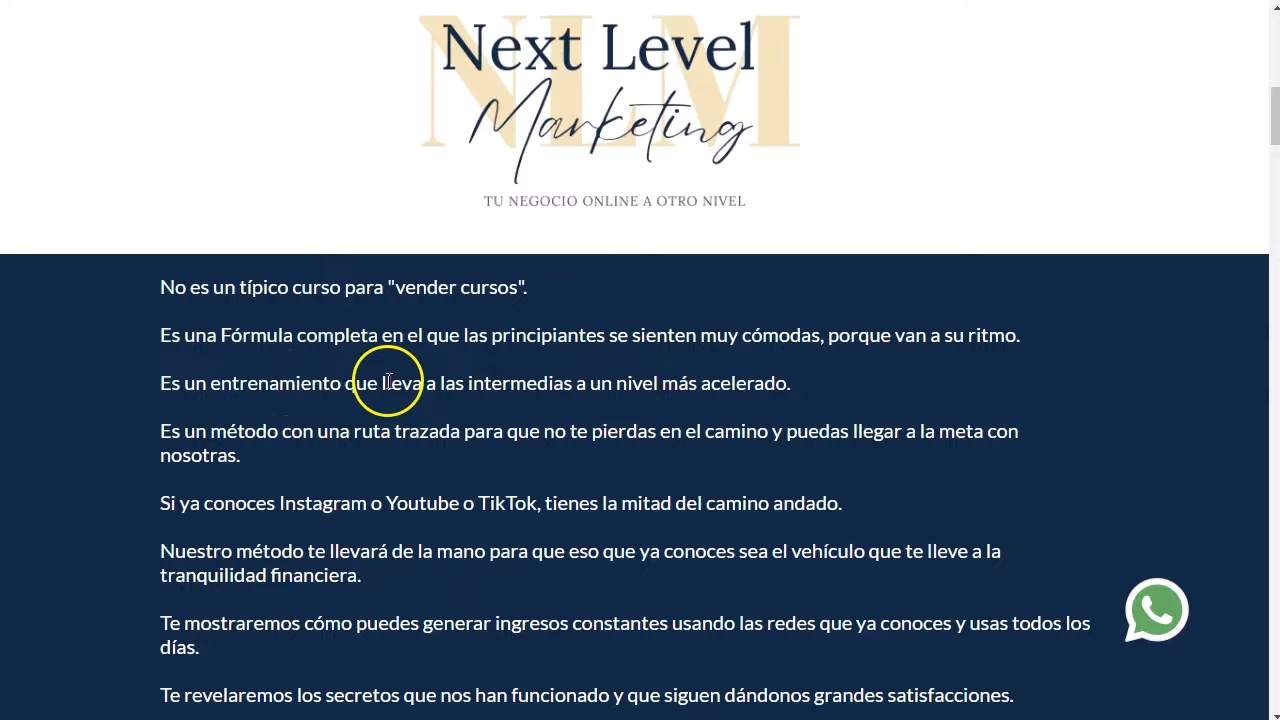 NLM
Next Level
Marketing
TU NEGOCIO ONLINE A OTRO NIVEL
No es un típico curso para "vender cursos".
Es una Fórmula completa en el que las principiantes se sienten muy cómodas, porque van a su ritmo.
Es un entrenamiento que lleva a las intermedias a un nivel más acelerado.
Es un método con una ruta trazada para que no te pierdas en el camino y puedas llegar a la meta con
nosotras.
Si ya conoces Instagram o Youtube o TikTok, tienes la mitad del camino andado.
Nuestro método te llevará de la mano para que eso que ya conoces sea el vehículo que te lleve a la
tranquilidad financiera.
Te mostraremos cómo puedes generar ingresos constantes usando las redes que ya conoces y usas todos los
días.
Te revelaremos los secretos que nos han funcionado y que siguen dándonos grandes satisfacciones.